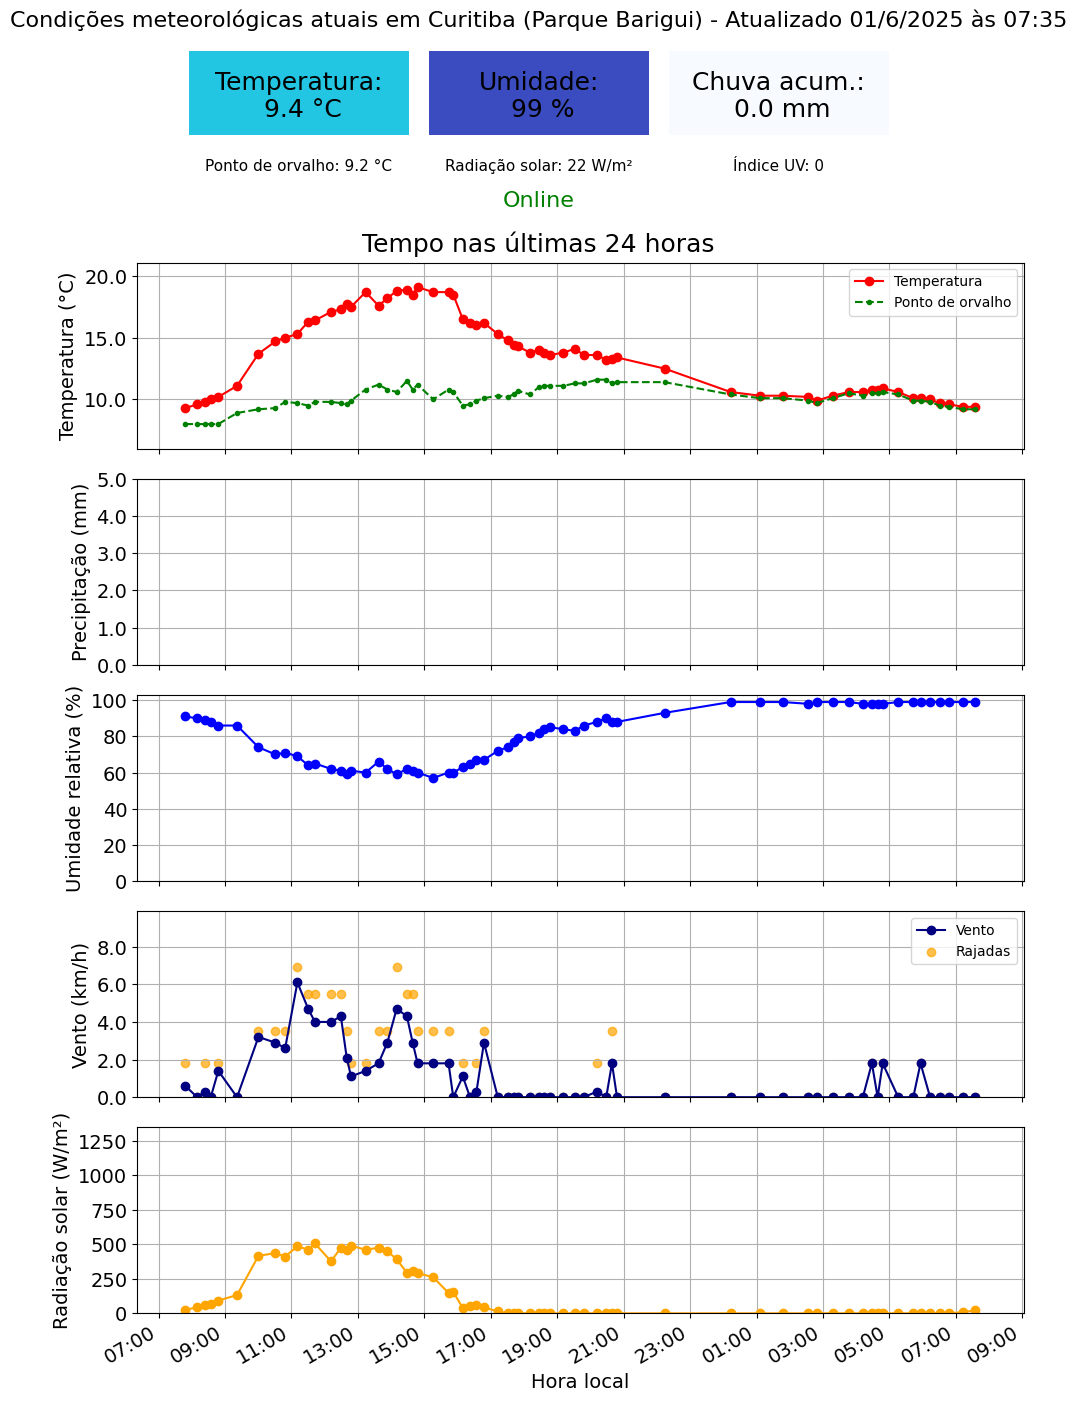 Condições meteorológicas atuais em Curitiba (Parque Barigui) - Atualizado 01/6/2025 às 07:35
Temperatura:
9.4 °C
Umidade:
99 %
Chuva acum.:
0.0 mm
Ponto de orvalho: 9.2 °C
Radiação solar: 22 W/m²
Índice UV: 0
Online
Tempo nas últimas 24 horas
Temperatura (°C)
20.0
15.0
10.0
Temperatura
Ponto de orvalho
Precipitação (mm)
5.0
4.0
3.0
2.0
1.0
0.0
Umidade relativa (%)
100
80
60
40
20
0
Vento (km/h)
8.0
6.0
4.0
2.0
0.0
Vento
Rajadas
Radiação solar (W/m²)
1250
1000
750
500
250
0
07:00
09:00
11:00
13:00
15:00
17:00
19:00
21:00
23:00
01:00
03:00
05:00
07:00
09:00
Hora local